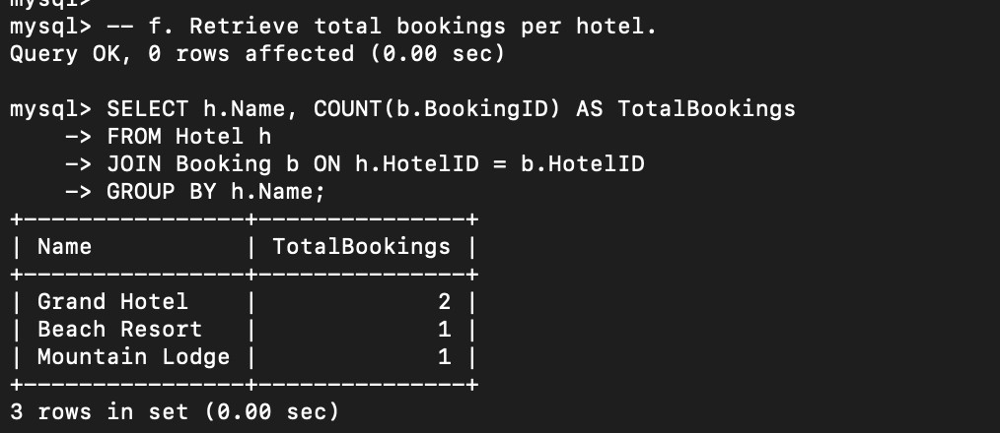 mysql>
mysql> -- f. Retrieve total bookings per hotel.
Query OK, 0 rows affected (0.00 sec)
mysql> SELECT h.Name, COUNT(b.BookingID) AS TotalBookings
    -> FROM Hotel h
    -> JOIN Booking b ON h.HotelID = b.HotelID
    -> GROUP BY h.Name;
+----------------+---------------+
| Name           | TotalBookings |
+----------------+---------------+
| Grand Hotel    |             2 |
| Beach Resort   |             1 |
| Mountain Lodge |             1 |
+----------------+---------------+
3 rows in set (0.00 sec)